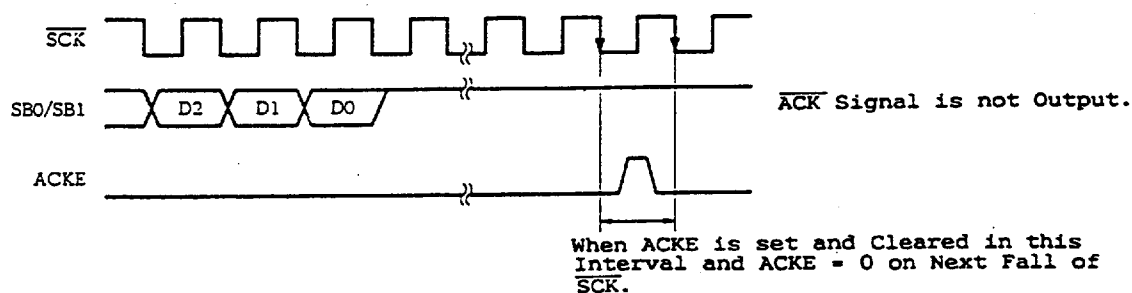 SCK
SB0/SB1
D2
D1
D0
ACK Signal is not Output.
ACKE
When ACKE is set and Cleared in this
Interval and ACKE = 0 on Next Fall of
SCK.